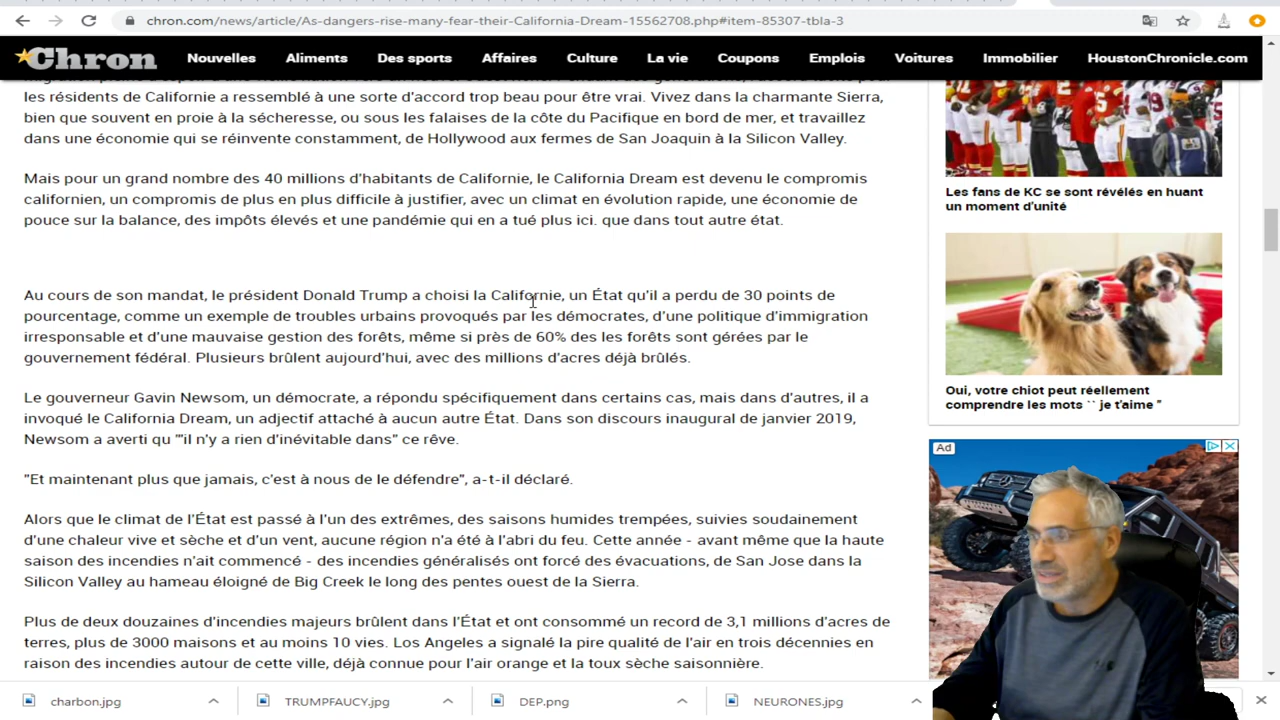 chron.com/news/article/As-dangers-rise-many-fear-their-California-Dream-15562708.php#item-85307-tbla-3
Chron
Nouvelles Aliments Des sports Affaires Culture La vie Coupons Emplois Voitures Immobilier HoustonChronicle.com
les résidents de Californie a ressemblé à une sorte d'accord trop beau pour être vrai. Vivez dans la charmante Sierra,
bien que souvent en proie à la sécheresse, ou sous les falaises de la côte du Pacifique en bord de mer, et travaillez
dans une économie qui se réinvente constamment, de Hollywood aux fermes de San Joaquin à la Silicon Valley.
Mais pour un grand nombre des 40 millions d'habitants de Californie, le California Dream est devenu le compromis
californien, un compromis de plus en plus difficile à justifier, avec un climat en évolution rapide, une économie de
pouce sur la balance, des impôts élevés et une pandémie qui en a tué plus ici. que dans tout autre état.
Au cours de son mandat, le président Donald Trump a choisi la Californie, un État qu'il a perdu de 30 points de
pourcentage, comme un exemple de troubles urbains provoqués par les démocrates, d'une politique d'immigration
irresponsable et d'une mauvaise gestion des forêts, même si près de 60% des les forêts sont gérées par le
gouvernement fédéral. Plusieurs brûlent aujourd'hui, avec des millions d'acres déjà brûlés.
Le gouverneur Gavin Newsom, un démocrate, a répondu spécifiquement dans certains cas, mais dans d'autres, il a
invoqué le California Dream, un adjectif attaché à aucun autre État. Dans son discours inaugural de janvier 2019,
Newsom a averti qu '"il n'y a rien d'inévitable dans" ce rêve.
"Et maintenant plus que jamais, c'est à nous de le défendre", a-t-il déclaré.
Alors que le climat de l'État est passé à l'un des extrêmes, des saisons humides trempées, suivies soudainement
d'une chaleur vive et sèche et d'un vent, aucune région n'a été à l'abri du feu. Cette année - avant même que la haute
saison des incendies n'ait commencé - des incendies généralisés ont forcé des évacuations, de San Jose dans la
Silicon Valley au hameau éloigné de Big Creek le long des pentes ouest de la Sierra.
Plus de deux douzaines d'incendies majeurs brûlent dans l'État et ont consommé un record de 3,1 millions d'acres de
terres, plus de 3000 maisons et au moins 10 vies. Los Angeles a signalé la pire qualité de l'air en trois décennies en
raison des incendies autour de cette ville, déjà connue pour l'air orange et la toux sèche saisonnière.
Les fans de KC se sont révélés en huant
un moment d'unité
Oui, votre chiot peut réellement
comprendre les mots `` je t'aime "
Ad
charbon.jpg TRUMPFAUCY.jpg DEP.png NEURONES.jpg